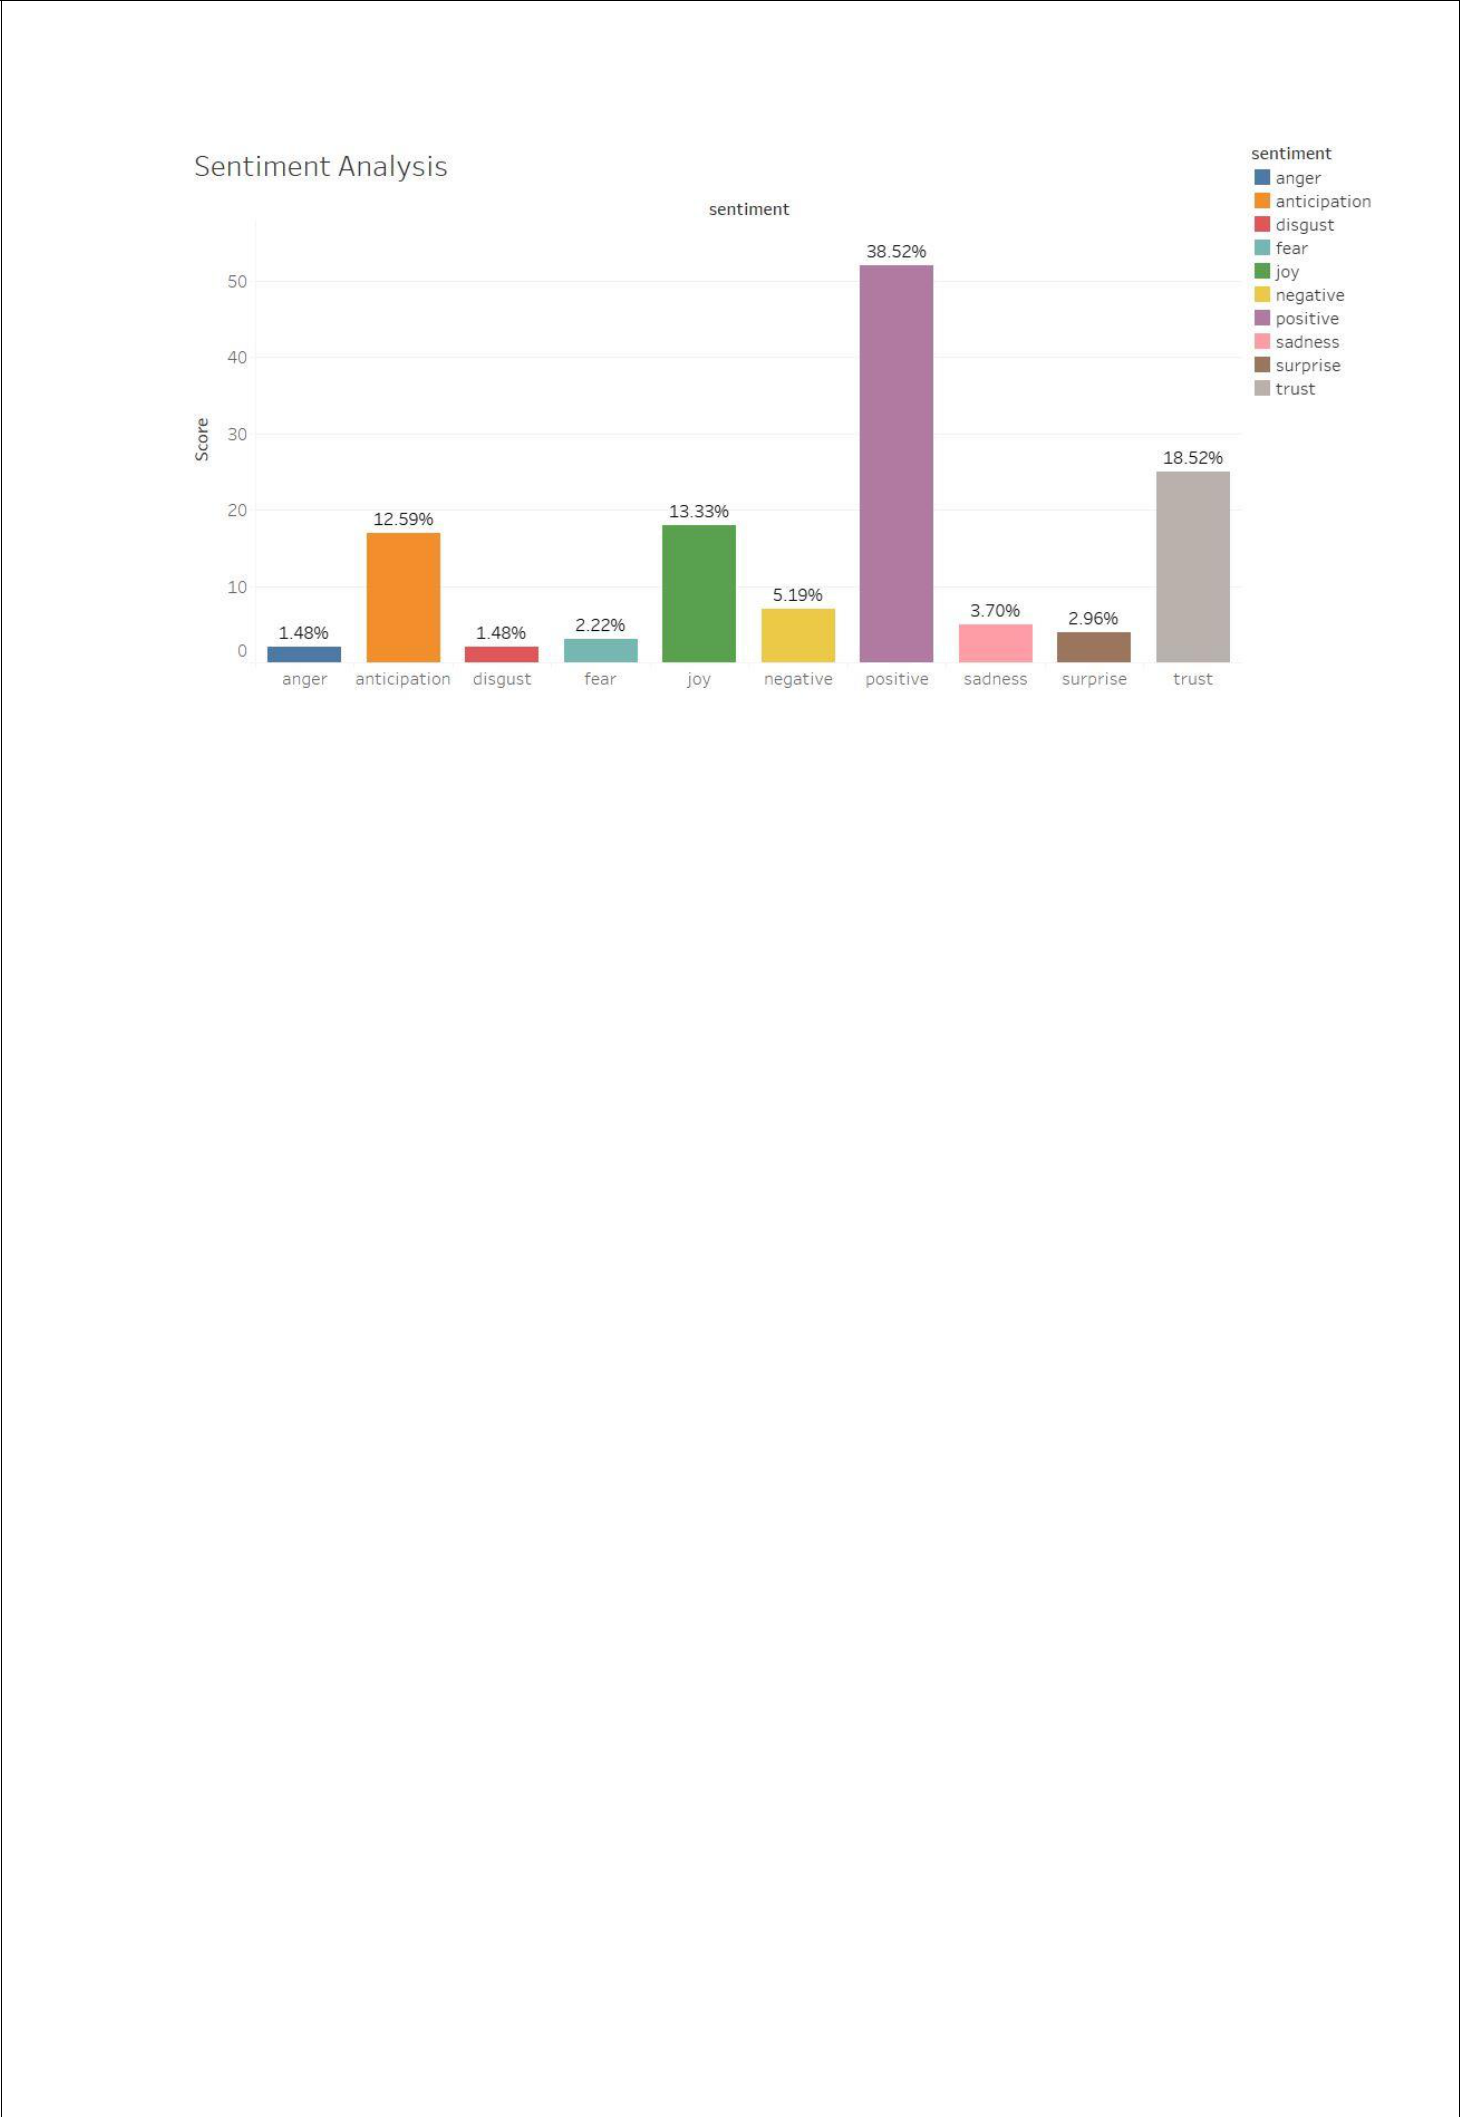 Sentiment Analysis
sentiment
38.52%
50
40
30
Score
18.52%
20
12.59%
13.33%
10
5.19%
3.70%
2.96%
2.22%
1.48%
1.48%
0
anger anticipation disgust fear joy negative positive sadness surprise trust
sentiment
anger
anticipation
disgust
fear
joy
negative
positive
sadness
surprise
trust